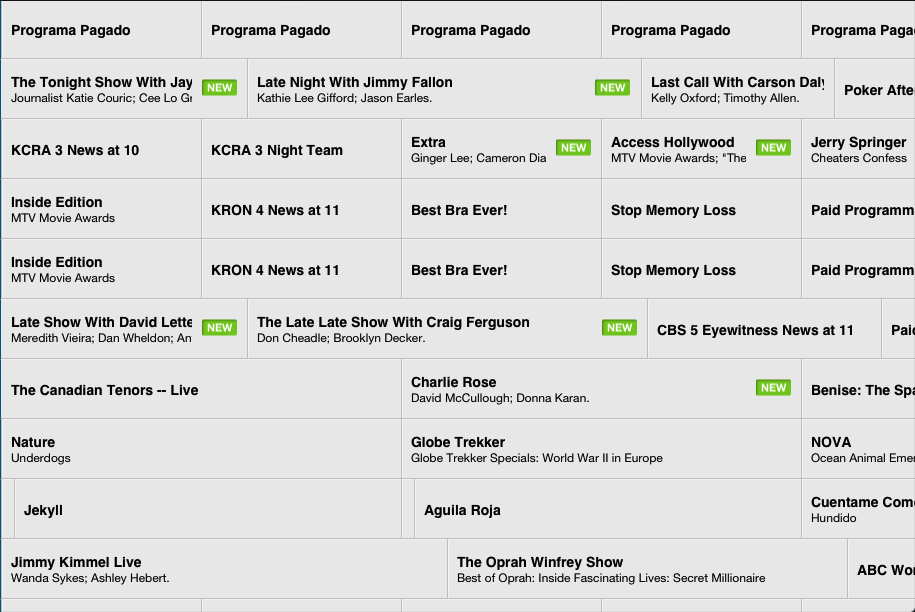 Programa Pagado
Programa Pagado
Programa Pagado
Programa Pagado
Programa Paga
The Tonight Show With Jay
NEW
Journalist Katie Couric; Cee Lo Gr
Late Night With Jimmy Fallon
NEW
Kathie Lee Gifford; Jason Earles.
Last Call With Carson Daly
Kelly Oxford; Timothy Allen.
Poker Afte
KCRA 3 News at 10
KCRA 3 Night Team
Extra
NEW
Ginger Lee; Cameron Dia
Access Hollywood
NEW
MTV Movie Awards; "The
Jerry Springer
Cheaters Confess
Inside Edition
MTV Movie Awards
KRON 4 News at 11
Best Bra Ever!
Stop Memory Loss
Paid Programm
Inside Edition
MTV Movie Awards
KRON 4 News at 11
Best Bra Ever!
Stop Memory Loss
Paid Programm
Late Show With David Lette
NEW
Meredith Vieira; Dan Wheldon; An
The Late Late Show With Craig Ferguson
NEW
Don Cheadle; Brooklyn Decker.
CBS 5 Eyewitness News at 11
Paid
The Canadian Tenors -- Live
Charlie Rose
NEW
David McCullough; Donna Karan.
Benise: The Spa
Nature
Underdogs
Globe Trekker
Globe Trekker Specials: World War II in Europe
NOVA
Ocean Animal Emer
Jekyll
Aguila Roja
Cuentame Com
Hundido
Jimmy Kimmel Live
Wanda Sykes; Ashley Hebert.
The Oprah Winfrey Show
Best of Oprah: Inside Fascinating Lives: Secret Millionaire
ABC Wor